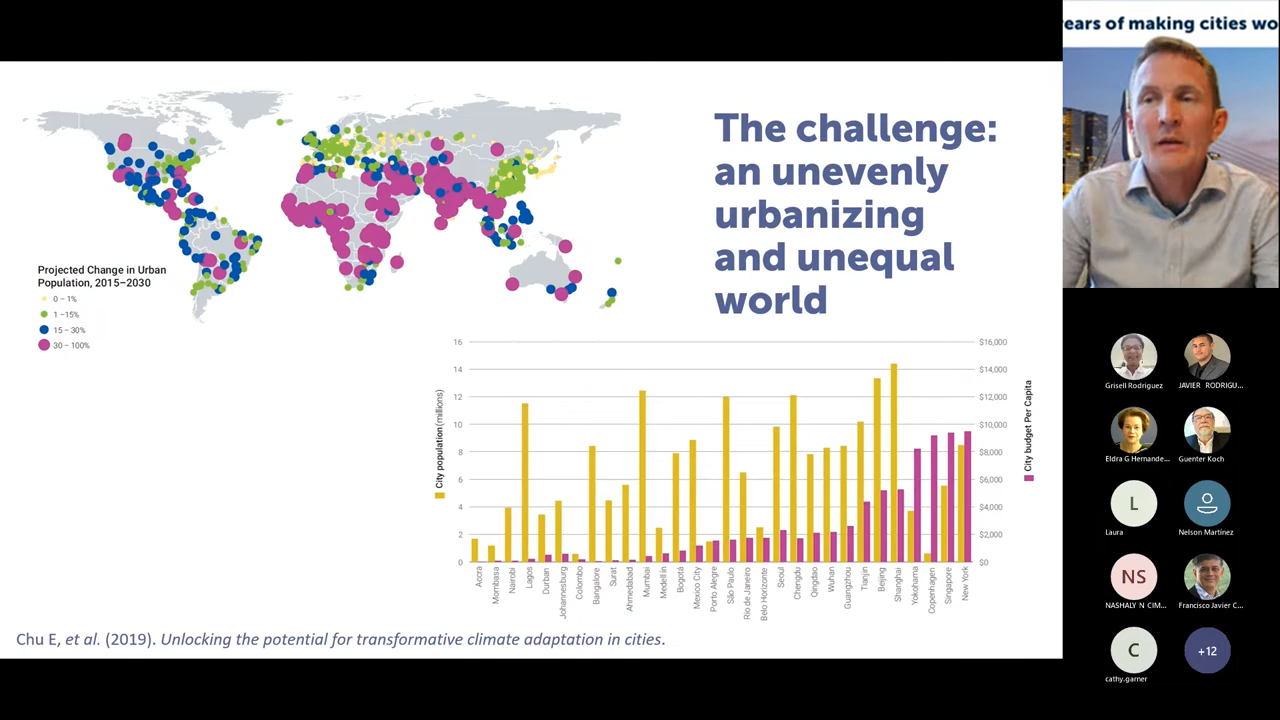 ears of making cities wo
The challenge:
an unevenly
urbanizing
and unequal
world
Projected Change in Urban
Population, 2015–2030
0 – 1%
1 –15%
15 – 30%
30 – 100%
City population (millions)
16
14
12
10
8
6
4
2
0
$16,000
$14,000
$12,000
$10,000
$8,000
$6,000
$4,000
$2,000
$0
City budget Per Capita
Accra
Mombasa
Nairobi
Lagos
Durban
Johannesburg
Colombo
Bangalore
Surat
Ahmedabad
Mumbai
Medellin
Bogotá
Mexico City
Porto Alegre
São Paulo
Rio de Janeiro
Belo Horizonte
Seoul
Chengdu
Qingdao
Wuhan
Guangzhou
Tianjin
Beijing
Shanghai
Yokohama
Copenhagen
Singapore
New York
Chu E, et al. (2019). Unlocking the potential for transformative climate adaptation in cities.
Grisell Rodriguez
JAVIER RODRIGU...
Eldra G Hernande...
Guenter Koch
L
Laura
Nelson Martínez
NS
NASHALY N CIM...
Francisco Javier C...
C
cathy.garner
+12